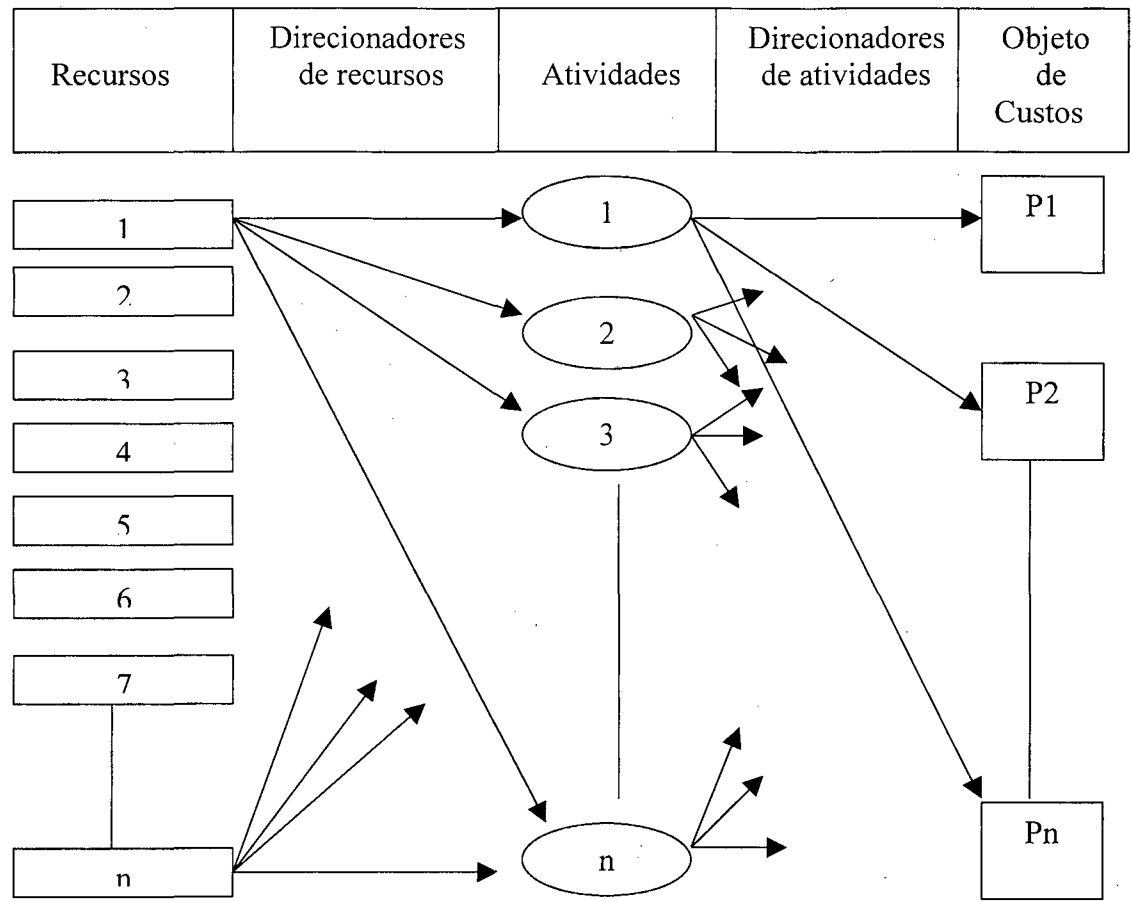 Recursos
Direcionadores
de recursos
Atividades
Direcionadores
de atividades
Objeto
de
Custos
1
2
3
4
5
6
7
n
1
2
3
n
P1
P2
Pn